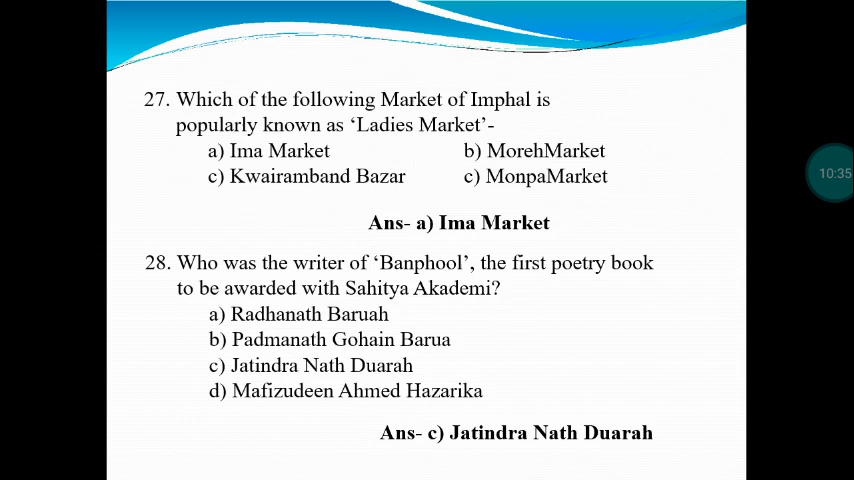 27. Which of the following Market of Imphal is
popularly known as ‘Ladies Market’-
a) Ima Market b) MorehMarket
c) Kwairamband Bazar c) MonpaMarket
Ans- a) Ima Market
28. Who was the writer of ‘Banphool’, the first poetry book
to be awarded with Sahitya Akademi?
a) Radhanath Baruah
b) Padmanath Gohain Barua
c) Jatindra Nath Duarah
d) Mafizudeen Ahmed Hazarika
Ans- c) Jatindra Nath Duarah
10:35